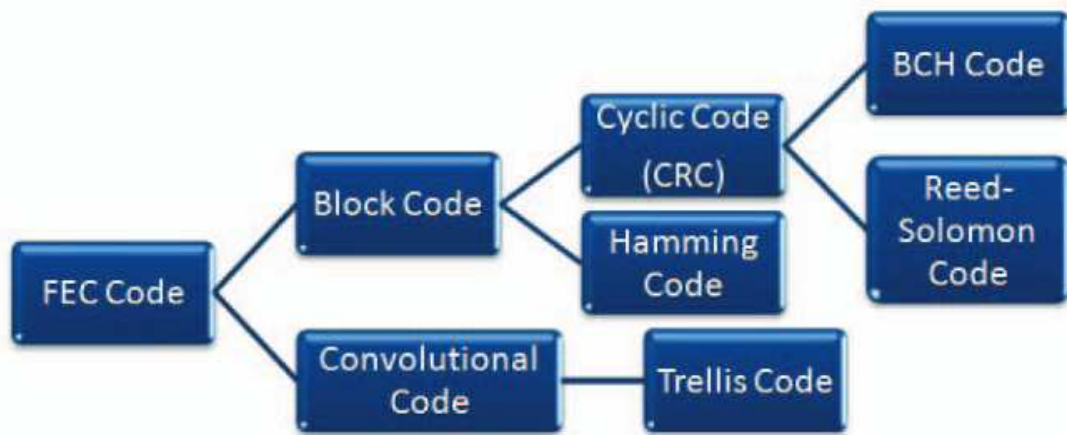 FEC Code
Block Code
Cyclic Code
(CRC)
BCH Code
Reed-
Solomon
Code
Hamming
Code
Convolutional
Code
Trellis Code